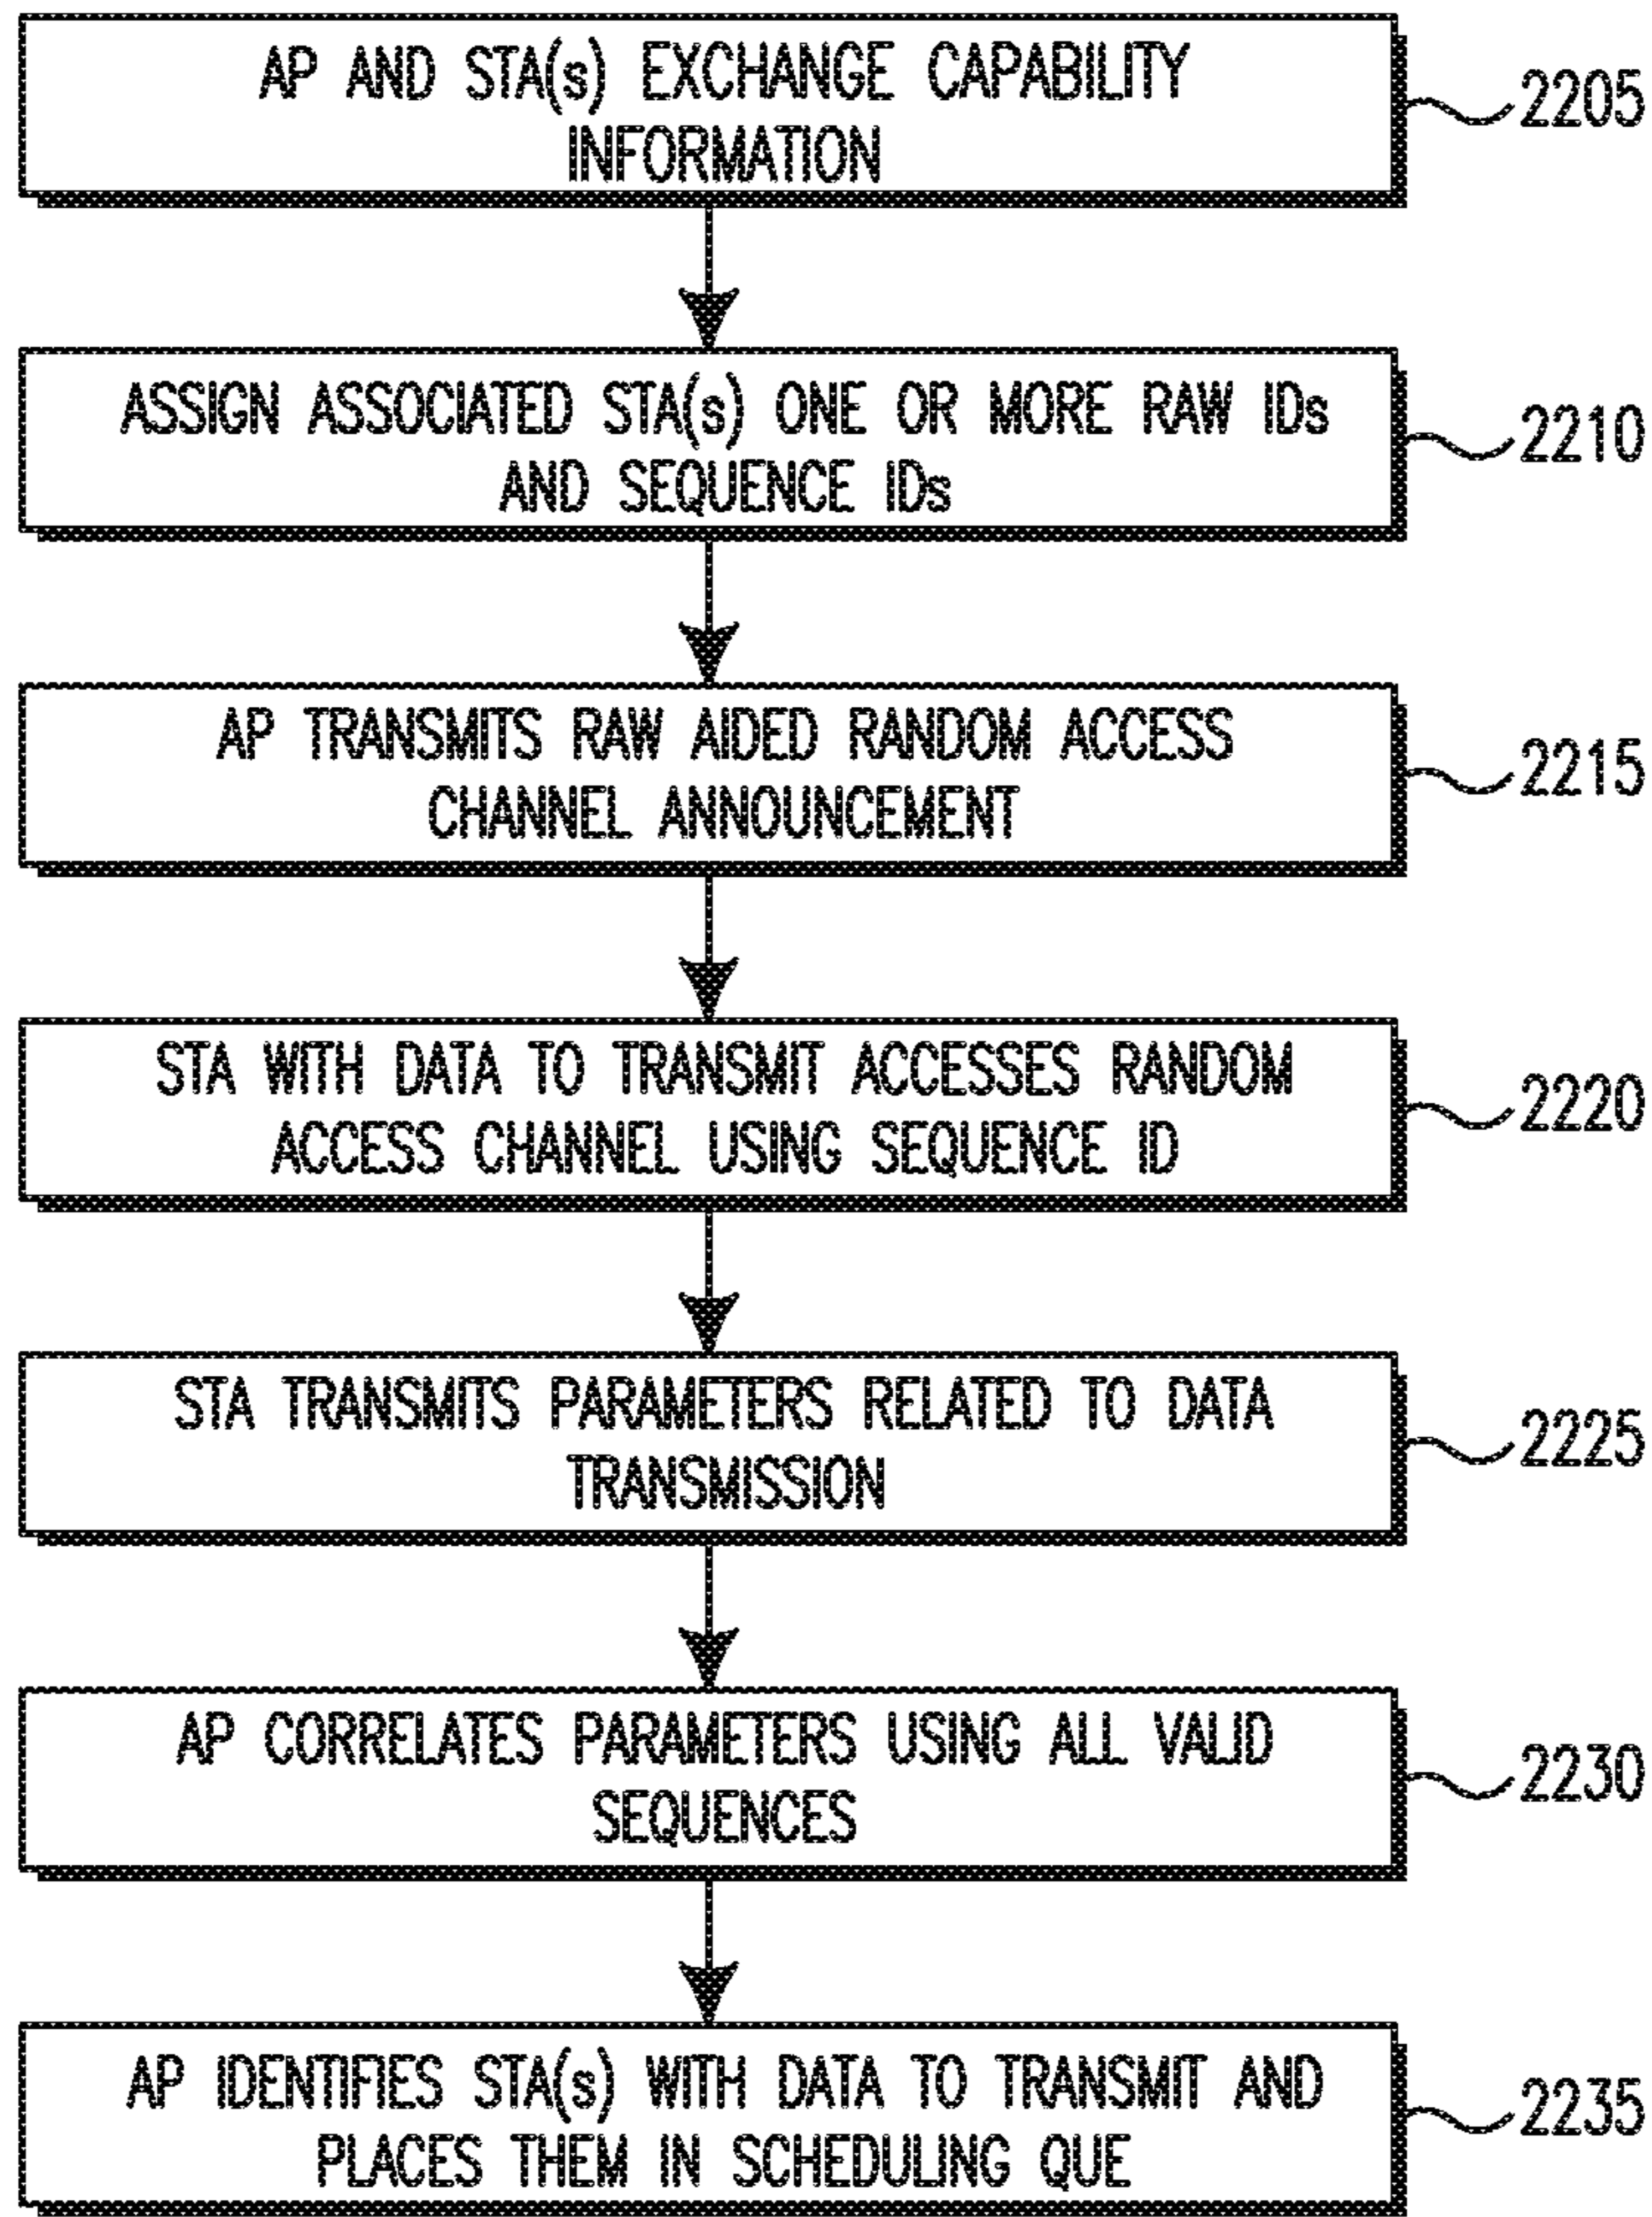 AP AND STA(s) EXCHANGE CAPABILITY
INFORMATION
2205
ASSIGN ASSOCIATED STA(s) ONE OR MORE RAW IDs
AND SEQUENCE IDs
2210
AP TRANSMITS RAW AIDED RANDOM ACCESS
CHANNEL ANNOUNCEMENT
2215
STA WITH DATA TO TRANSMIT ACCESSES RANDOM
ACCESS CHANNEL USING SEQUENCE ID
2220
STA TRANSMITS PARAMETERS RELATED TO DATA
TRANSMISSION
2225
AP CORRELATES PARAMETERS USING ALL VALID
SEQUENCES
2230
AP IDENTIFIES STA(s) WITH DATA TO TRANSMIT AND
PLACES THEM IN SCHEDULING QUE
2235